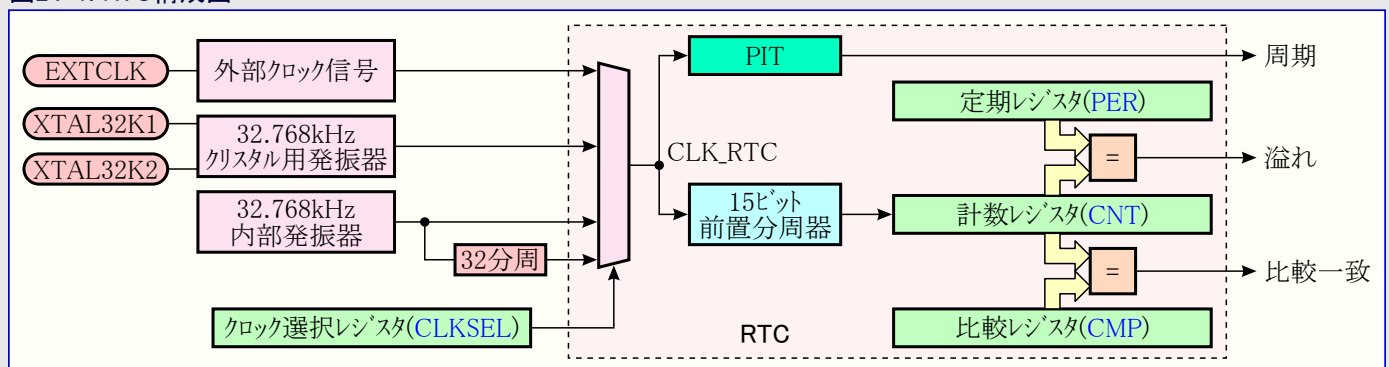 EXTCLK
外部クロック信号
XTAL32K1
XTAL32K2
32.768kHz
クリスタル用発振器
32.768kHz
内部発振器
32分周
クロック選択レジスタ(CLKSEL)
CLK_RTC
PIT
15ビット
前置分周器
定期レジスタ(PER)
=
計数レジスタ(CNT)
=
比較レジスタ(CMP)
RTC
周期
溢れ
比較一致